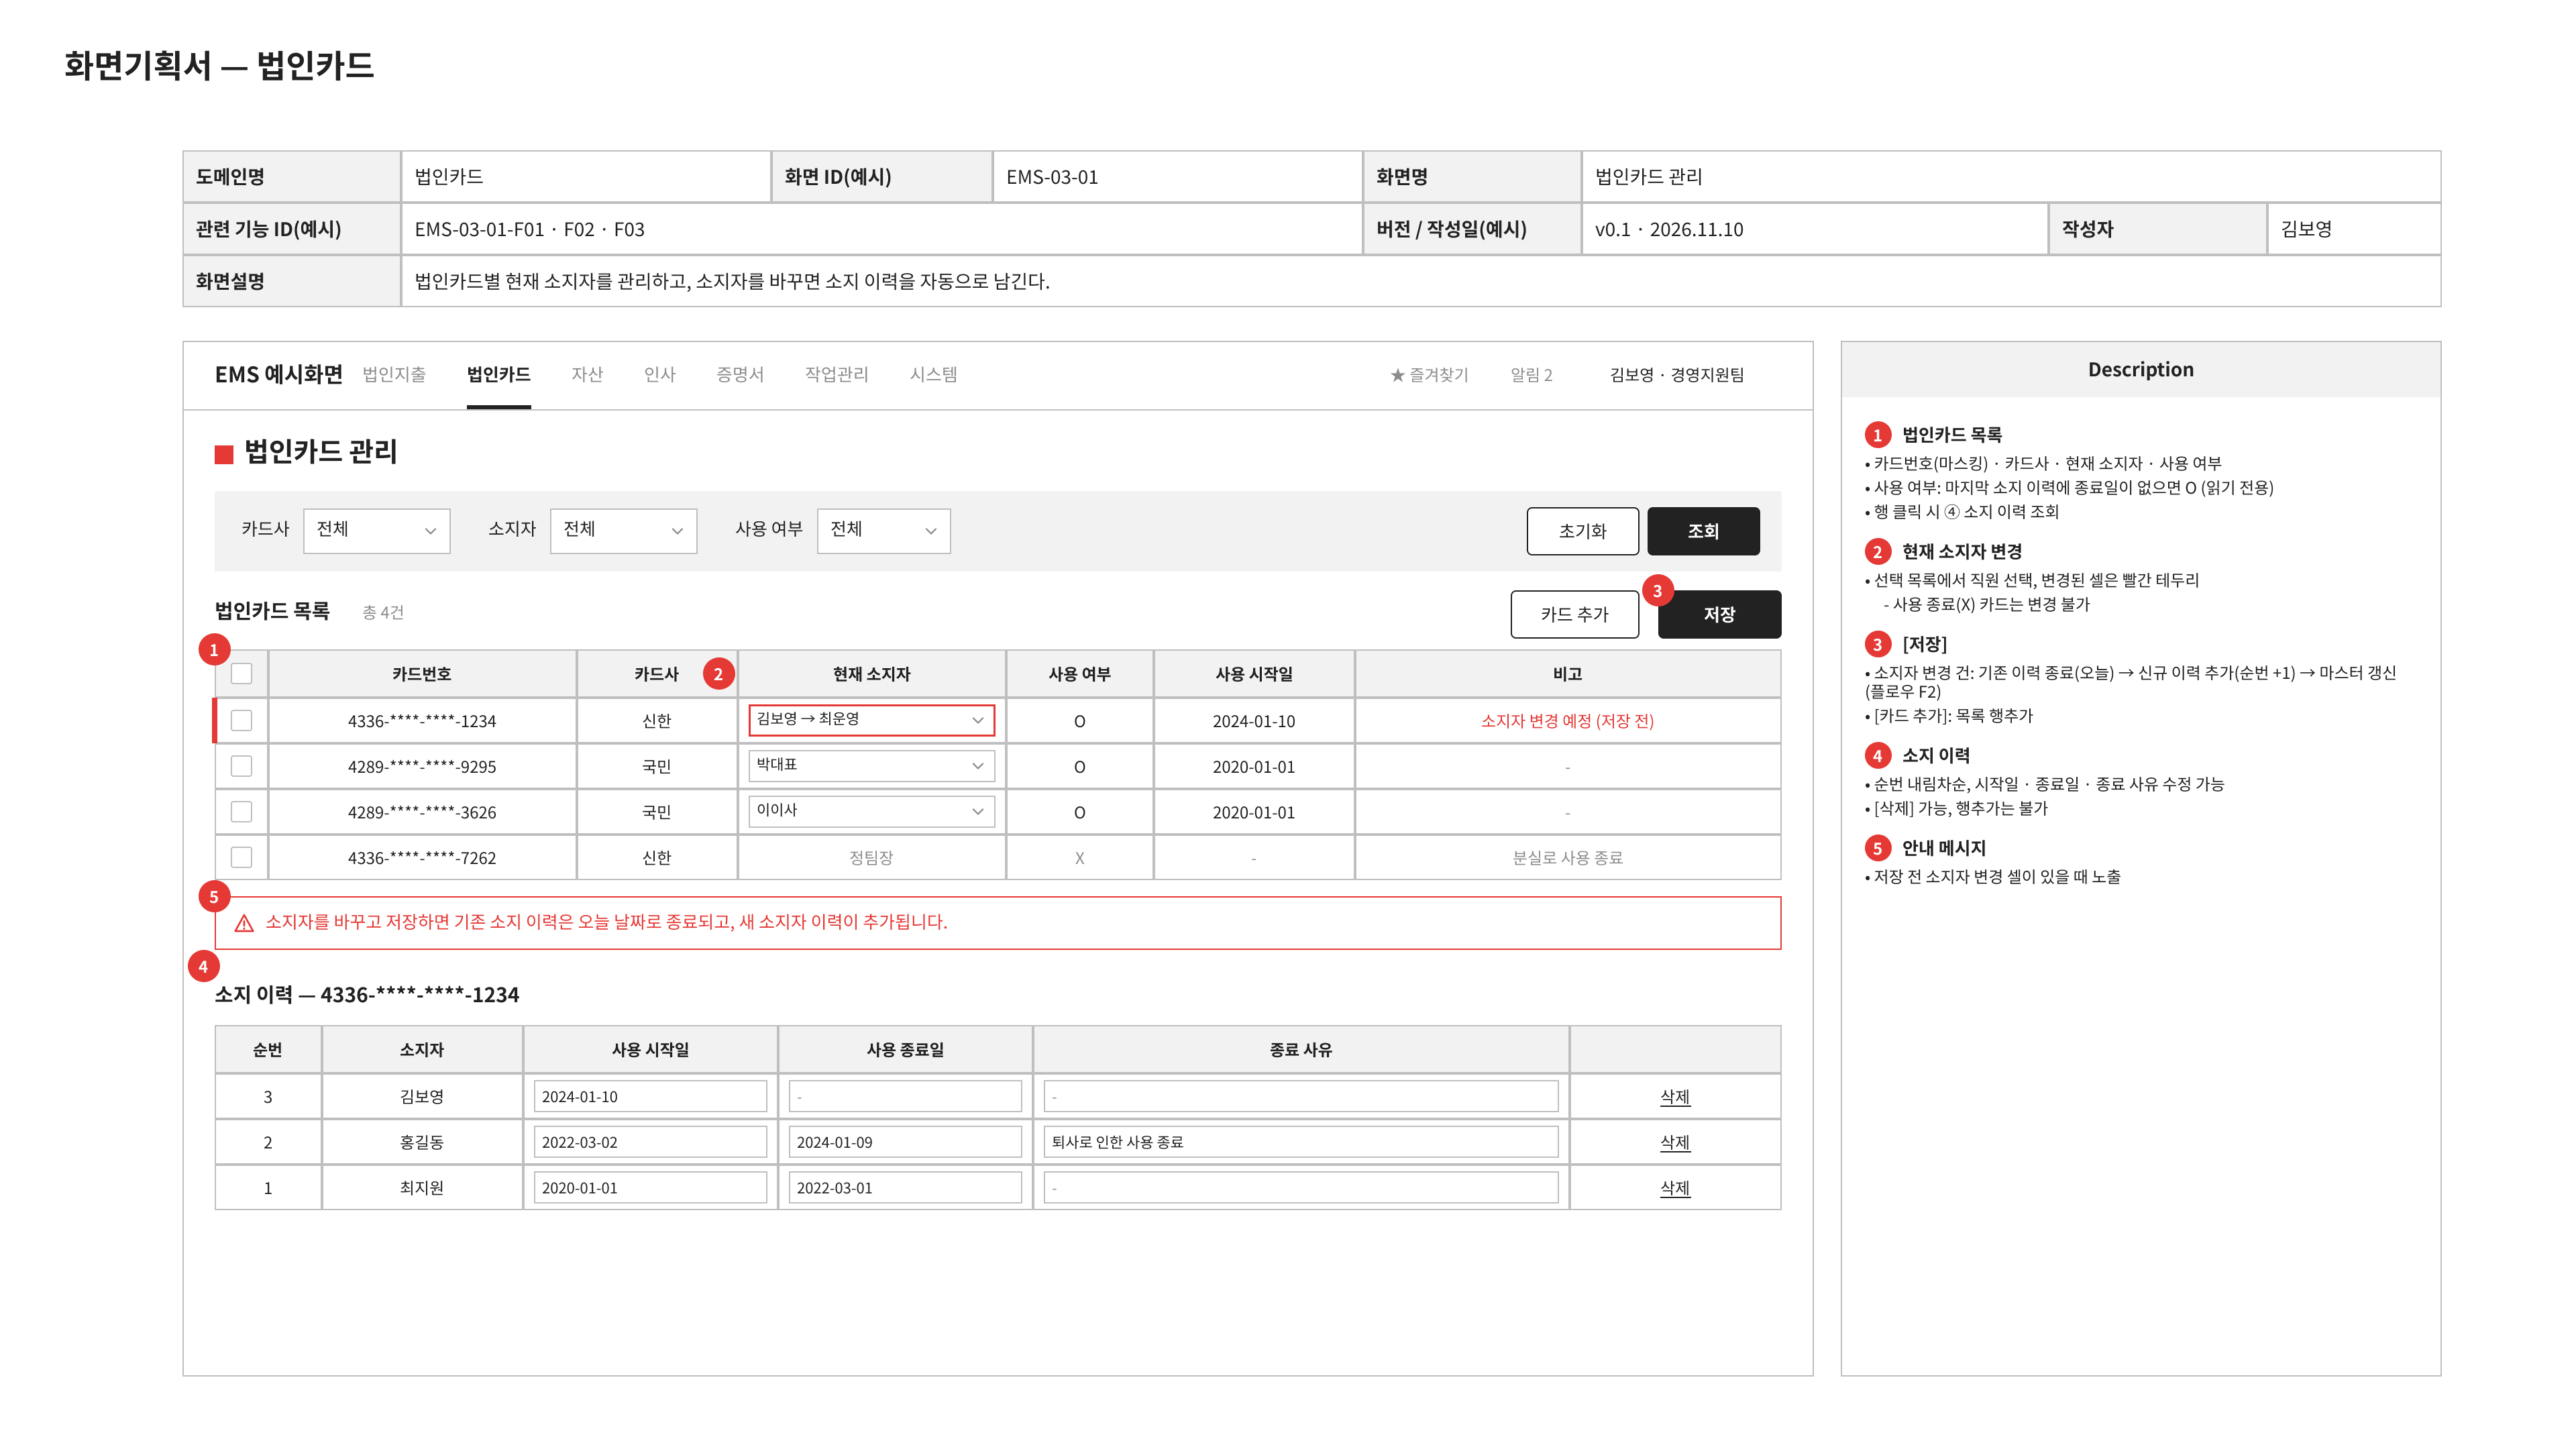 화면기획서 — 법인카드
도메인명 법인카드 화면 ID(예시) EMS-03-01 화면명 법인카드 관리
관련 기능 ID(예시) EMS-03-01-F01 · F02 · F03 버전 / 작성일(예시) v0.1 · 2026.11.10 작성자 김보영
화면설명 법인카드별 현재 소지자를 관리하고, 소지자를 바꾸면 소지 이력을 자동으로 남긴다.
EMS 예시화면 법인지출 법인카드 자산 인사 증명서 작업관리 시스템 ★ 즐겨찾기 알림 2 김보영 · 경영지원팀
법인카드 관리
카드사 전체 소지자 전체 사용 여부 전체 초기화 조회
법인카드 목록 총 4건 카드 추가 3 저장
1 카드번호 카드사 2 현재 소지자 사용 여부 사용 시작일 비고
4336-****-****-1234 신한 김보영 → 최운영 O 2024-01-10 소지자 변경 예정 (저장 전)
4289-****-****-9295 국민 박대표 O 2020-01-01 -
4289-****-****-3626 국민 이이사 O 2020-01-01 -
4336-****-****-7262 신한 정팀장 X - 분실로 사용 종료
5
소지자를 바꾸고 저장하면 기존 소지 이력은 오늘 날짜로 종료되고, 새 소지자 이력이 추가됩니다.
4
소지 이력 — 4336-****-****-1234
순번 소지자 사용 시작일 사용 종료일 종료 사유
3 김보영 2024-01-10 - - 삭제
2 홍길동 2022-03-02 2024-01-09 퇴사로 인한 사용 종료 삭제
1 최지원 2020-01-01 2022-03-01 - 삭제
Description
1 법인카드 목록
• 카드번호(마스킹) · 카드사 · 현재 소지자 · 사용 여부
• 사용 여부: 마지막 소지 이력에 종료일이 없으면 O (읽기 전용)
• 행 클릭 시 ④ 소지 이력 조회
2 현재 소지자 변경
• 선택 목록에서 직원 선택, 변경된 셀은 빨간 테두리
- 사용 종료(X) 카드는 변경 불가
3 [저장]
• 소지자 변경 건: 기존 이력 종료(오늘) → 신규 이력 추가(순번 +1) → 마스터 갱신
(플로우 F2)
• [카드 추가]: 목록 행추가
4 소지 이력
• 순번 내림차순, 시작일 · 종료일 · 종료 사유 수정 가능
• [삭제] 가능, 행추가는 불가
5 안내 메시지
• 저장 전 소지자 변경 셀이 있을 때 노출